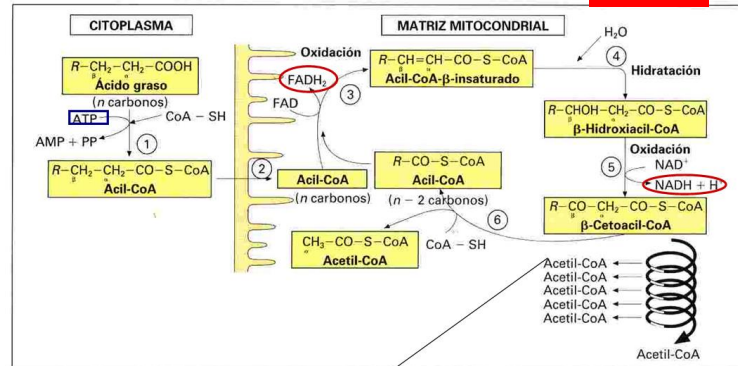 CITOPLASMA
MATRIZ MITOCONDRIAL
R–CH₂–CH₂–COOH
β α
Ácido graso
(n carbonos)
ATP
CoA – SH
AMP + PP
1
R–CH₂–CH₂–CO–S–CoA
β α
Acil-CoA
2
Acil-CoA
(n carbonos)
Oxidación
FADH₂
FAD
3
R–CH=CH–CO–S–CoA
β α
Acil-CoA-β-insaturado
H₂O
4
Hidratación
R–CHOH–CH₂–CO–S–CoA
β α
β-Hidroxiacil-CoA
Oxidación
5
NAD⁺
NADH + H⁺
R–CO–CH₂–CO–S–CoA
β α
β-Cetoacil-CoA
6
CoA – SH
R–CO–S–CoA
β
Acil-CoA
(n – 2 carbonos)
CH₃–CO–S–CoA
α
Acetil-CoA
Acetil-CoA
Acetil-CoA
Acetil-CoA
Acetil-CoA
Acetil-CoA
Acetil-CoA